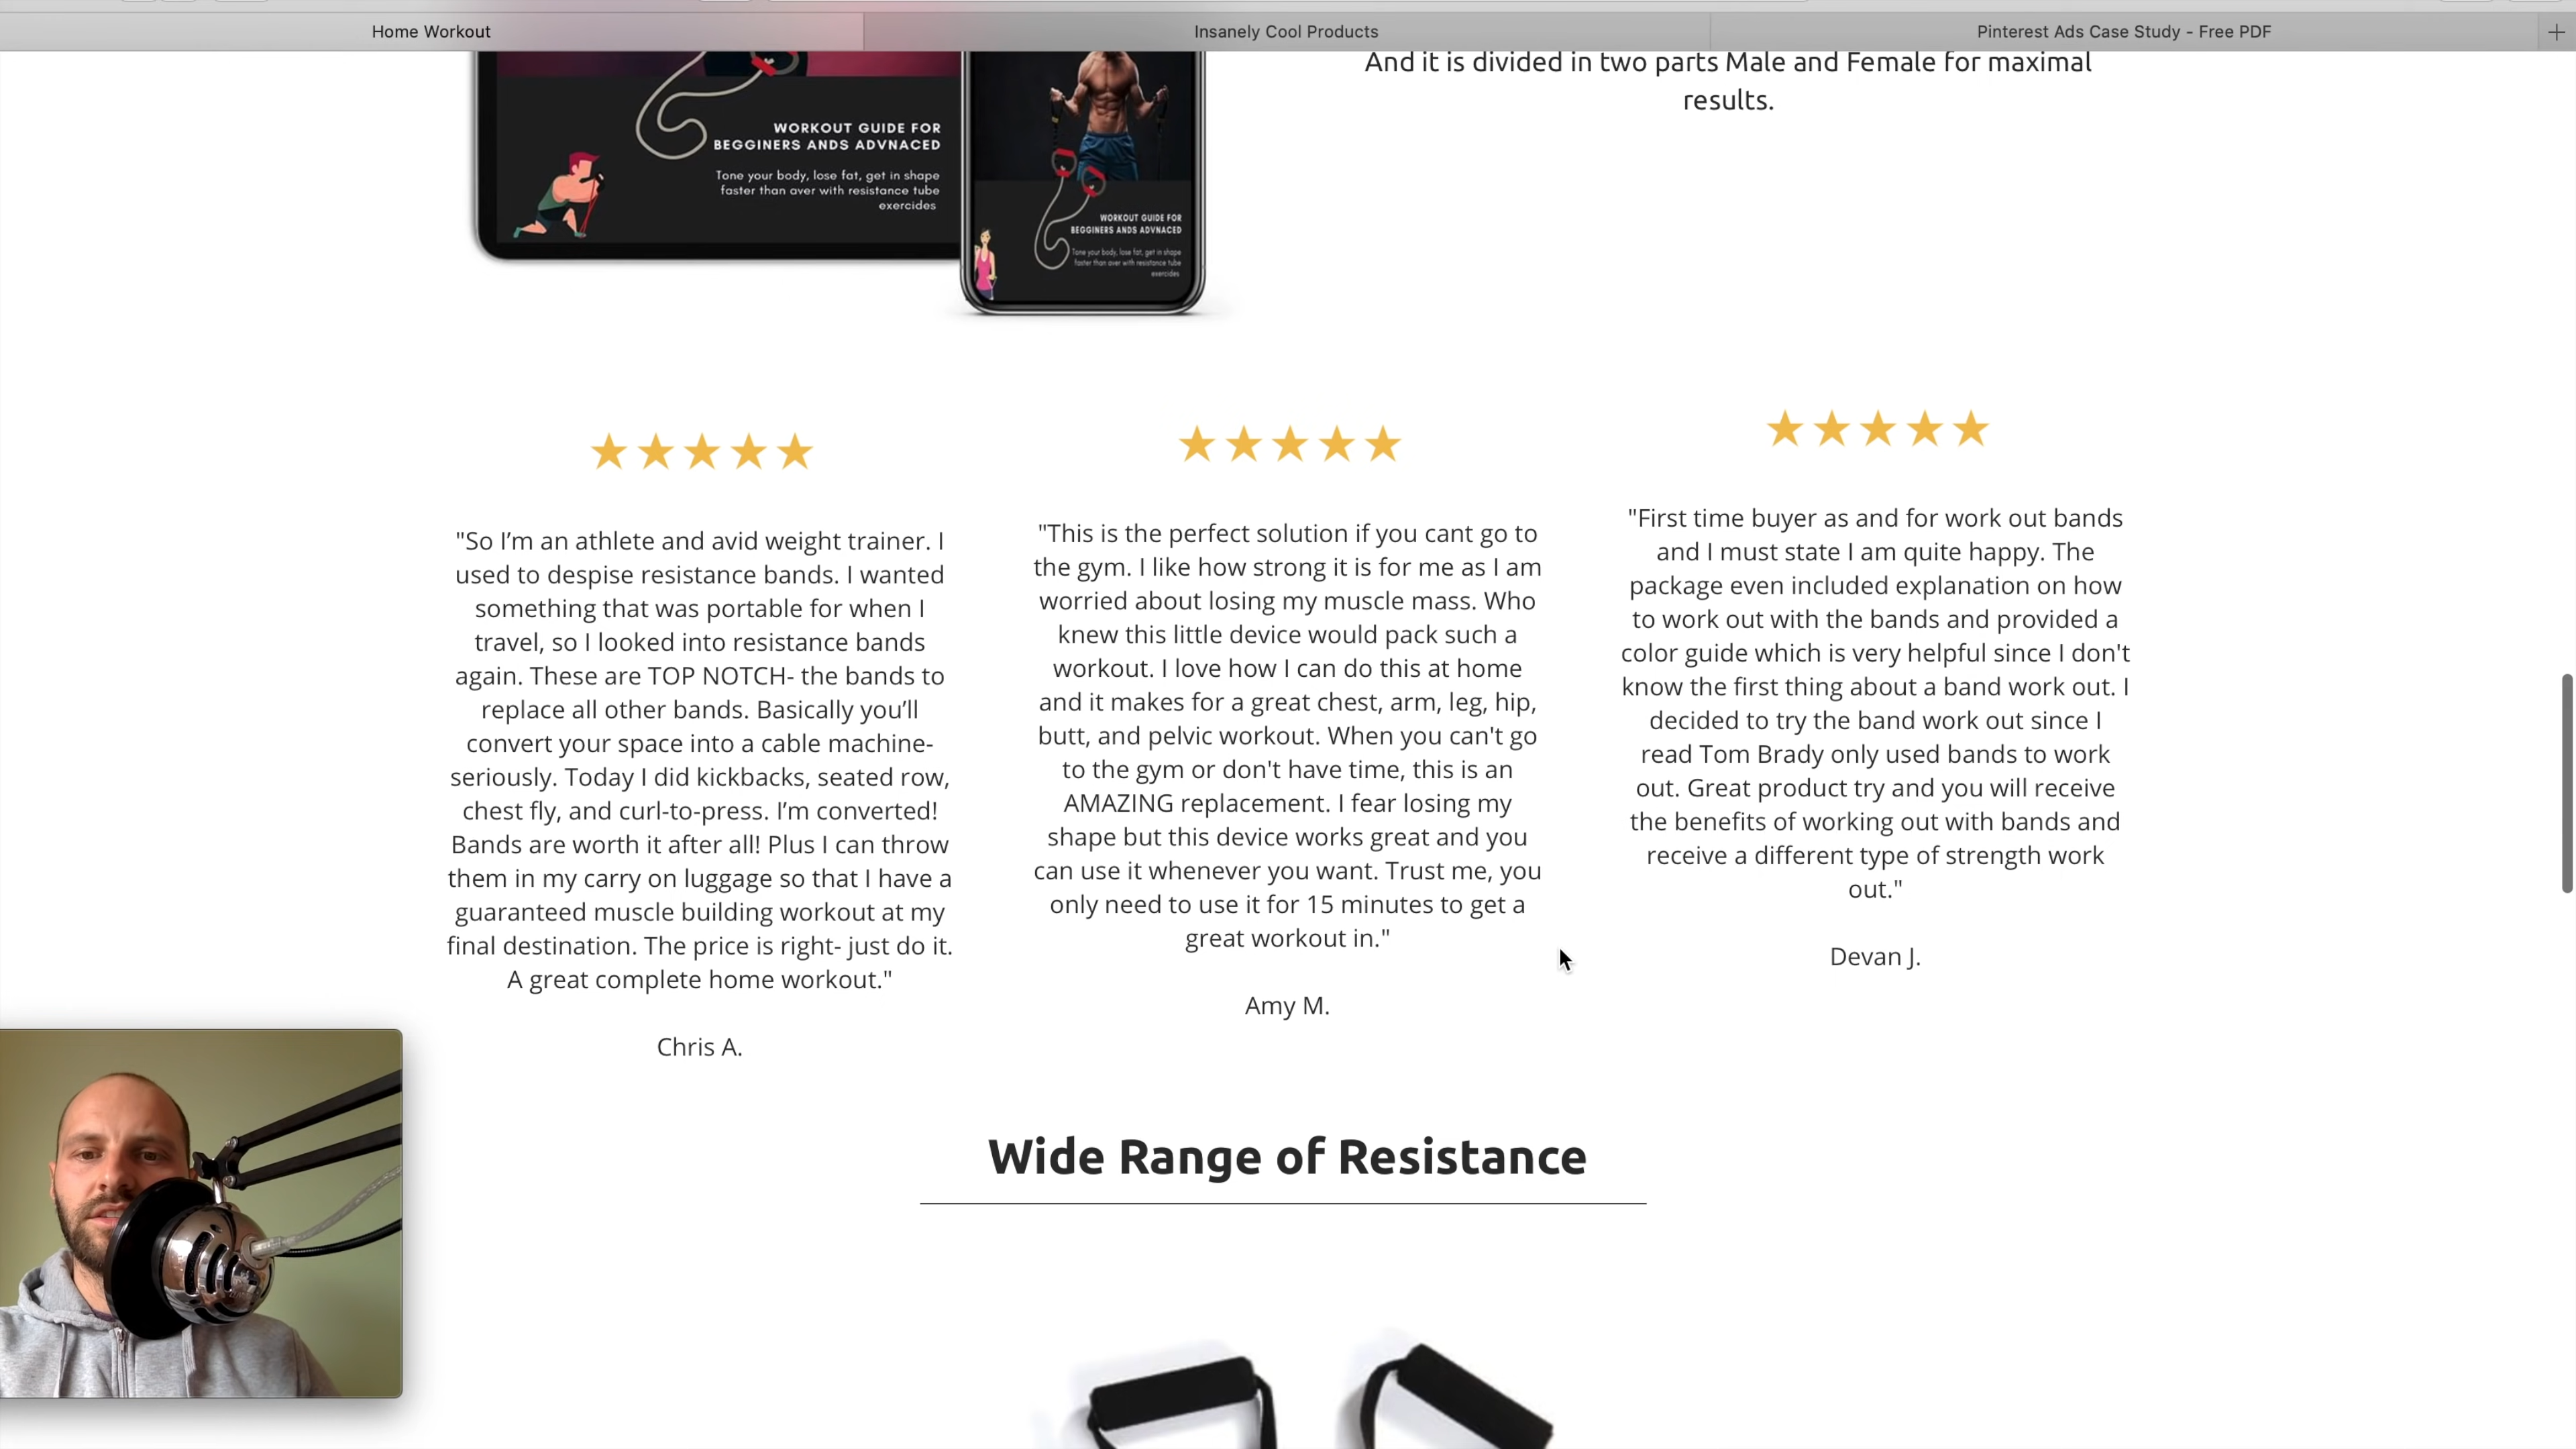 Home Workout
Insanely Cool Products
Pinterest Ads Case Study - Free PDF
And it is divided in two parts Male and Female for maximal
results.
WORKOUT GUIDE FOR
BEGGINERS ANDS ADVNACED
Tone your body, lose fat, get in shape
faster than aver with resistance tube
exercides
WORKOUT GUIDE FOR
BEGGINERS ANDS ADVNACED
Tone your body, lose fat, get in shape
faster than aver with resistance tube
exercides
"So I’m an athlete and avid weight trainer. I
used to despise resistance bands. I wanted
something that was portable for when I
travel, so I looked into resistance bands
again. These are TOP NOTCH- the bands to
replace all other bands. Basically you’ll
convert your space into a cable machine-
seriously. Today I did kickbacks, seated row,
chest fly, and curl-to-press. I’m converted!
Bands are worth it after all! Plus I can throw
them in my carry on luggage so that I have a
guaranteed muscle building workout at my
final destination. The price is right- just do it.
A great complete home workout."
Chris A.
"This is the perfect solution if you cant go to
the gym. I like how strong it is for me as I am
worried about losing my muscle mass. Who
knew this little device would pack such a
workout. I love how I can do this at home
and it makes for a great chest, arm, leg, hip,
butt, and pelvic workout. When you can't go
to the gym or don't have time, this is an
AMAZING replacement. I fear losing my
shape but this device works great and you
can use it whenever you want. Trust me, you
only need to use it for 15 minutes to get a
great workout in."
Amy M.
"First time buyer as and for work out bands
and I must state I am quite happy. The
package even included explanation on how
to work out with the bands and provided a
color guide which is very helpful since I don't
know the first thing about a band work out. I
decided to try the band work out since I
read Tom Brady only used bands to work
out. Great product try and you will receive
the benefits of working out with bands and
receive a different type of strength work
out."
Devan J.
Wide Range of Resistance